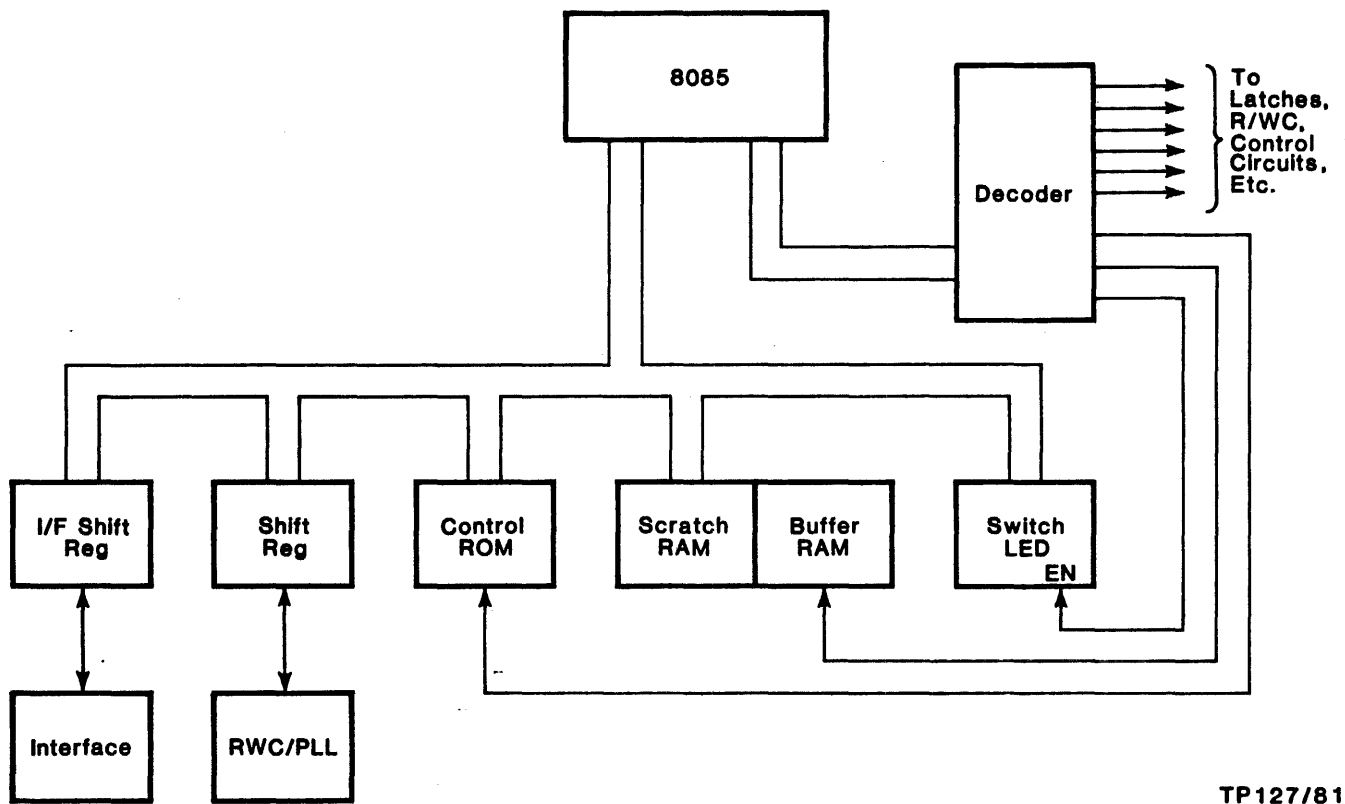 8085
Decoder
To
Latches,
R/WC,
Control
Circuits,
Etc.
I/F Shift
Reg
Shift
Reg
Control
ROM
Scratch
RAM
Buffer
RAM
Switch
LED
EN
Interface
RWC/PLL
TP127/81